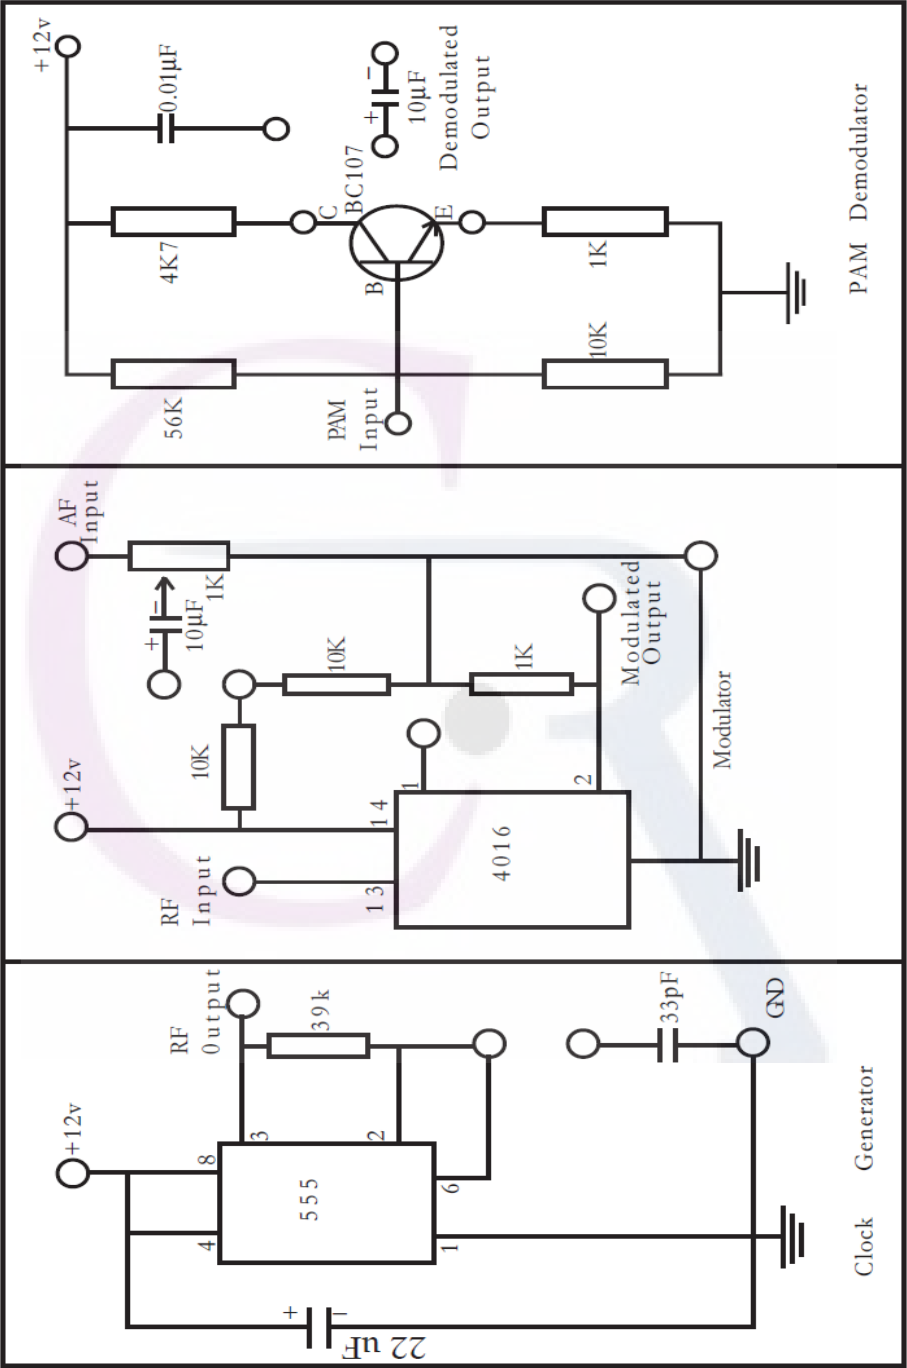 +12v
0.01µF
− +
10µF
Demodulated
Output
4K7
C
BC107
E
B
1K
56K
PAM
Input
10K
PAM Demodulator
AF
Input
1K
+ −
10µF
10K
10K
1K
Modulated
Output
+12v
RF
Input
14
13
1
2
4016
Modulator
RF
Output
39k
+12v
8
4
3
2
6
1
555
33pF
GND
+ −
22 uF
Clock Generator